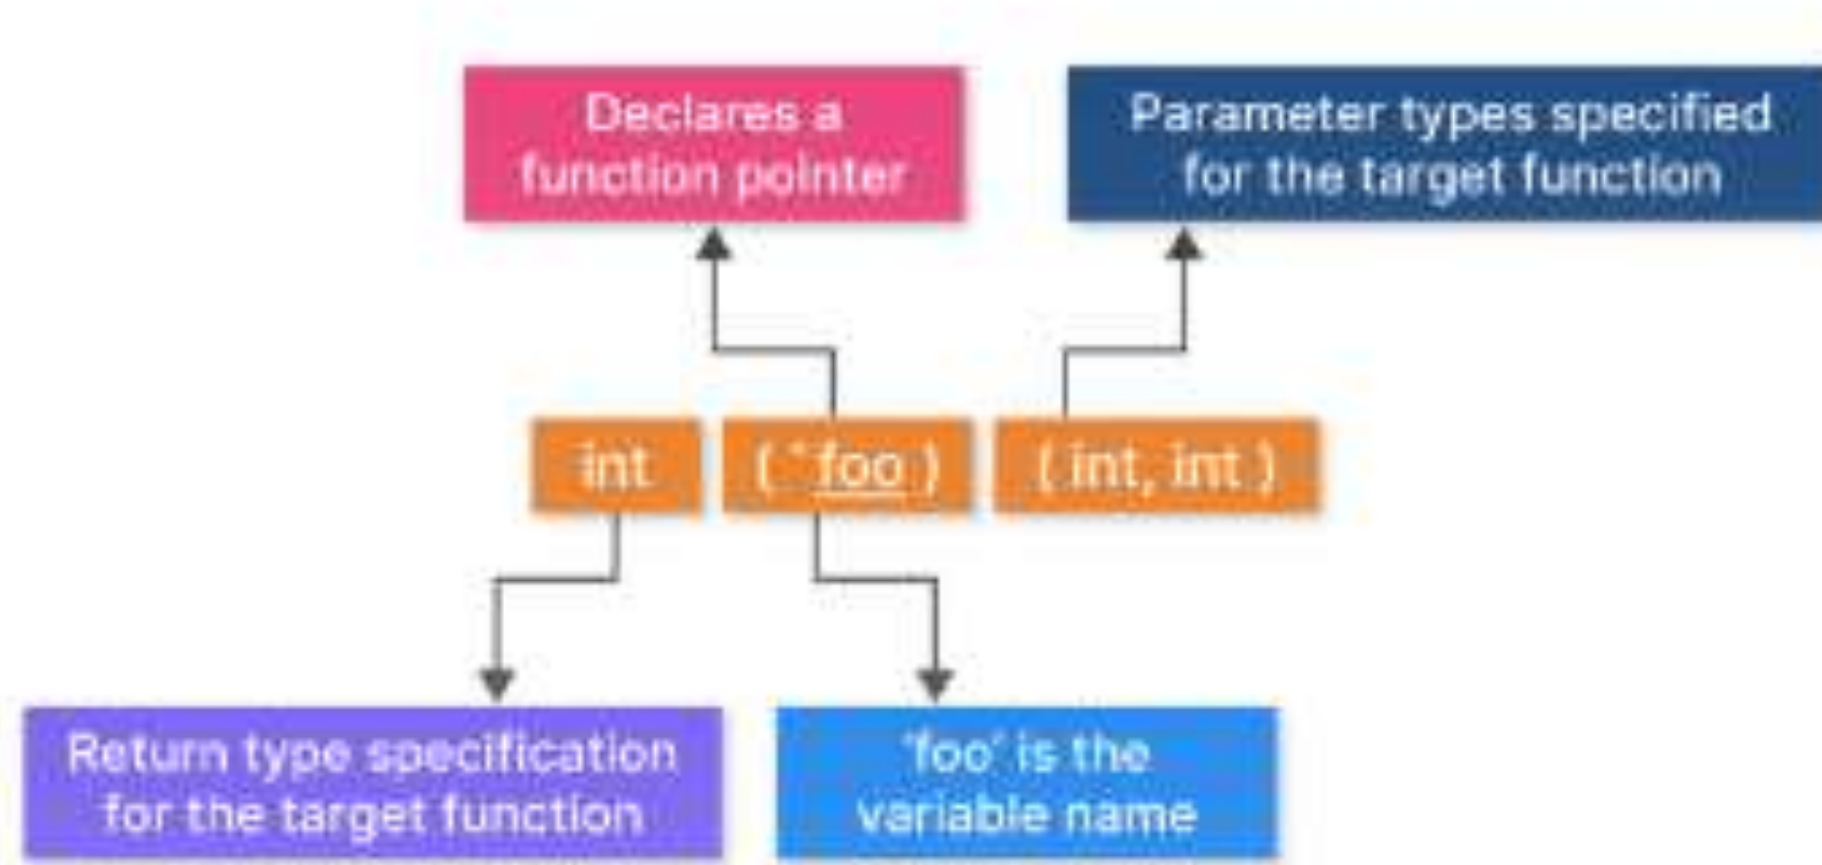 Declares a
function pointer
Parameter types specified
for the target function
int
( *foo )
( int, int )
Return type specification
for the target function
'foo' is the
variable name